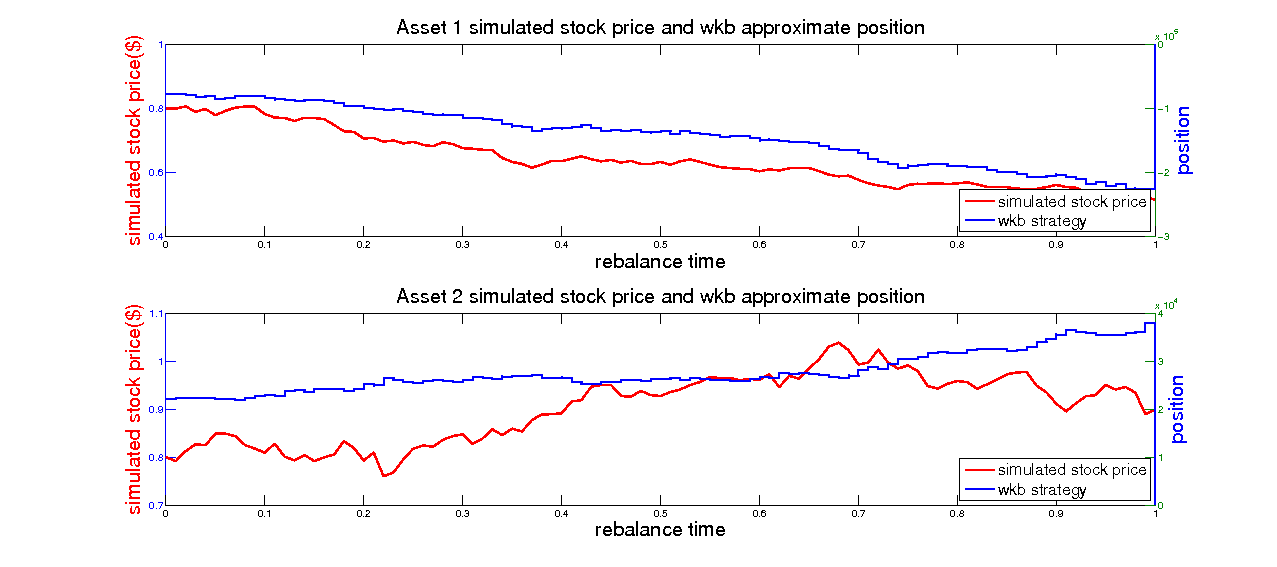 Asset 1 simulated stock price and wkb approximate position
x 10^5
simulated stock price($)
1
0.8
0.6
0.4
0
-1
-2
-3
position
simulated stock price
wkb strategy
0 0.1 0.2 0.3 0.4 0.5 0.6 0.7 0.8 0.9 1
rebalance time
Asset 2 simulated stock price and wkb approximate position
x 10^4
simulated stock price($)
1.1
1
0.9
0.8
0.7
4
3
2
1
0
position
simulated stock price
wkb strategy
0 0.1 0.2 0.3 0.4 0.5 0.6 0.7 0.8 0.9 1
rebalance time